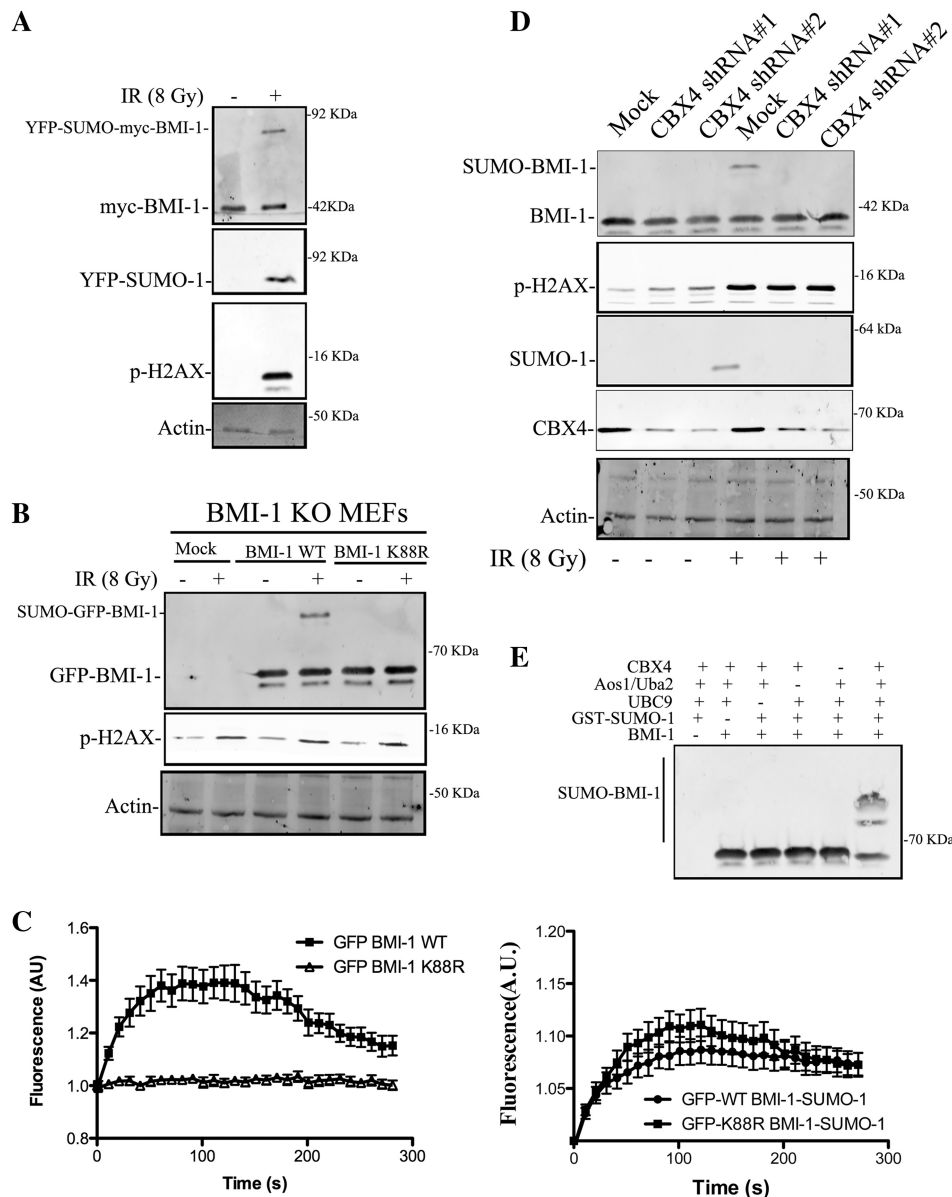 A
IR (8 Gy) - +
-92 KDa
YFP-SUMO-myc-BMI-1-
myc-BMI-1-
-42KDa
-92 KDa
YFP-SUMO-1-
-16 KDa
p-H2AX-
-50 KDa
Actin-
B
BMI-1 KO MEFs
Mock BMI-1 WT BMI-1 K88R
IR (8 Gy) - + - + - +
SUMO-GFP-BMI-1-
-70 KDa
GFP-BMI-1-
-16 KDa
p-H2AX-
-50 KDa
Actin-
C
Fluorescence (AU)
1.6
1.4
1.2
1.0
0.8
GFP BMI-1 WT
GFP BMI-1 K88R
0 100 200 300
Time (s)
Fluorescence(A.U.)
1.20
1.15
1.10
1.05
GFP-WT BMI-1-SUMO-1
GFP-K88R BMI-1-SUMO-1
0 100 200 300
Time (s)
D
Mock CBX4 shRNA#1 CBX4 shRNA#2 Mock CBX4 shRNA#1 CBX4 shRNA#2
SUMO-BMI-1-
-42 KDa
BMI-1-
-16 KDa
p-H2AX-
-64 kDa
SUMO-1-
-70 KDa
CBX4-
-50 KDa
Actin-
IR (8 Gy) - - - + + +
E
CBX4 + + + + - +
Aos1/Uba2 + + + - + +
UBC9 + + - + + +
GST-SUMO-1 + - + + + +
BMI-1 - + + + + +
SUMO-BMI-1
-70 KDa